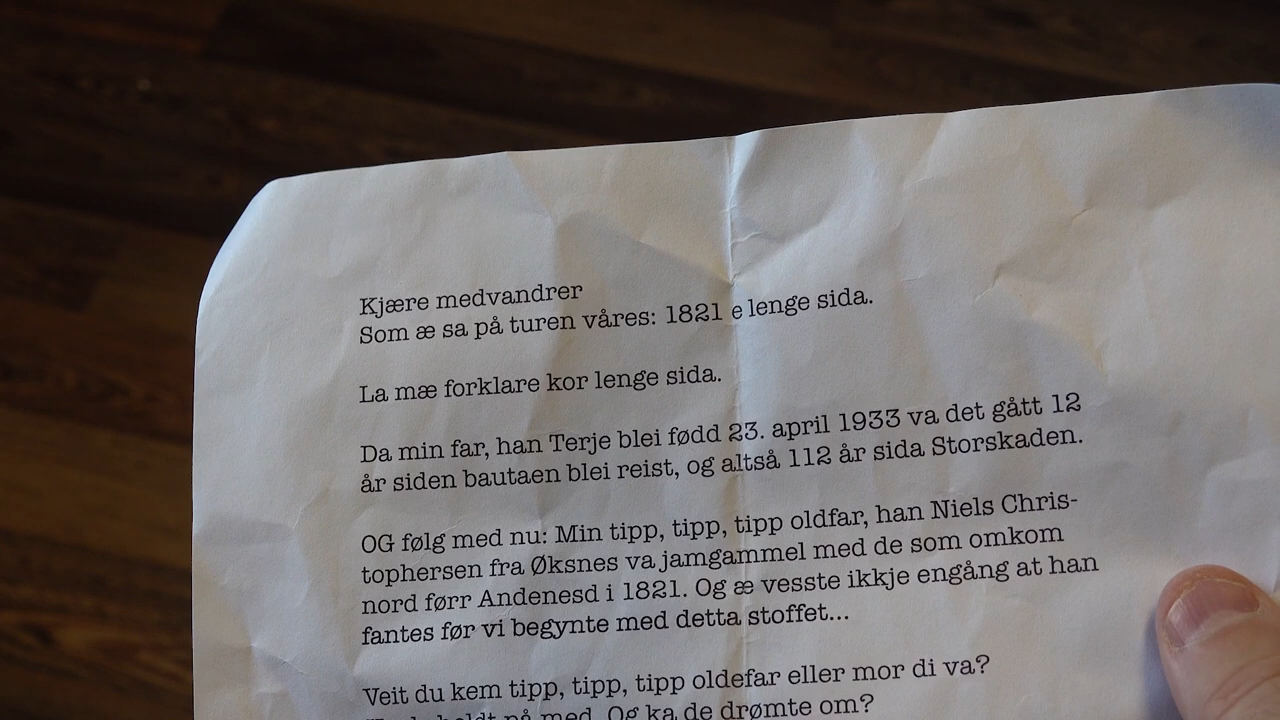 Kjære medvandrer
Som æ sa på turen våres: 1821 e lenge sida.
La mæ forklare kor lenge sida.
Da min far, han Terje blei fødd 23. april 1933 va det gått 12
år siden bautaen blei reist, og altså 112 år sida Storskaden.
OG følg med nu: Min tipp, tipp, tipp oldfar, han Niels Chris-
tophersen fra Øksnes va jamgammel med de som omkom
nord førr Andenesd i 1821. Og æ vesste ikkje engång at han
fantes før vi begynte med detta stoffet...
Veit du kem tipp, tipp, tipp oldefar eller mor di va?
på med. Og ka de drømte om?